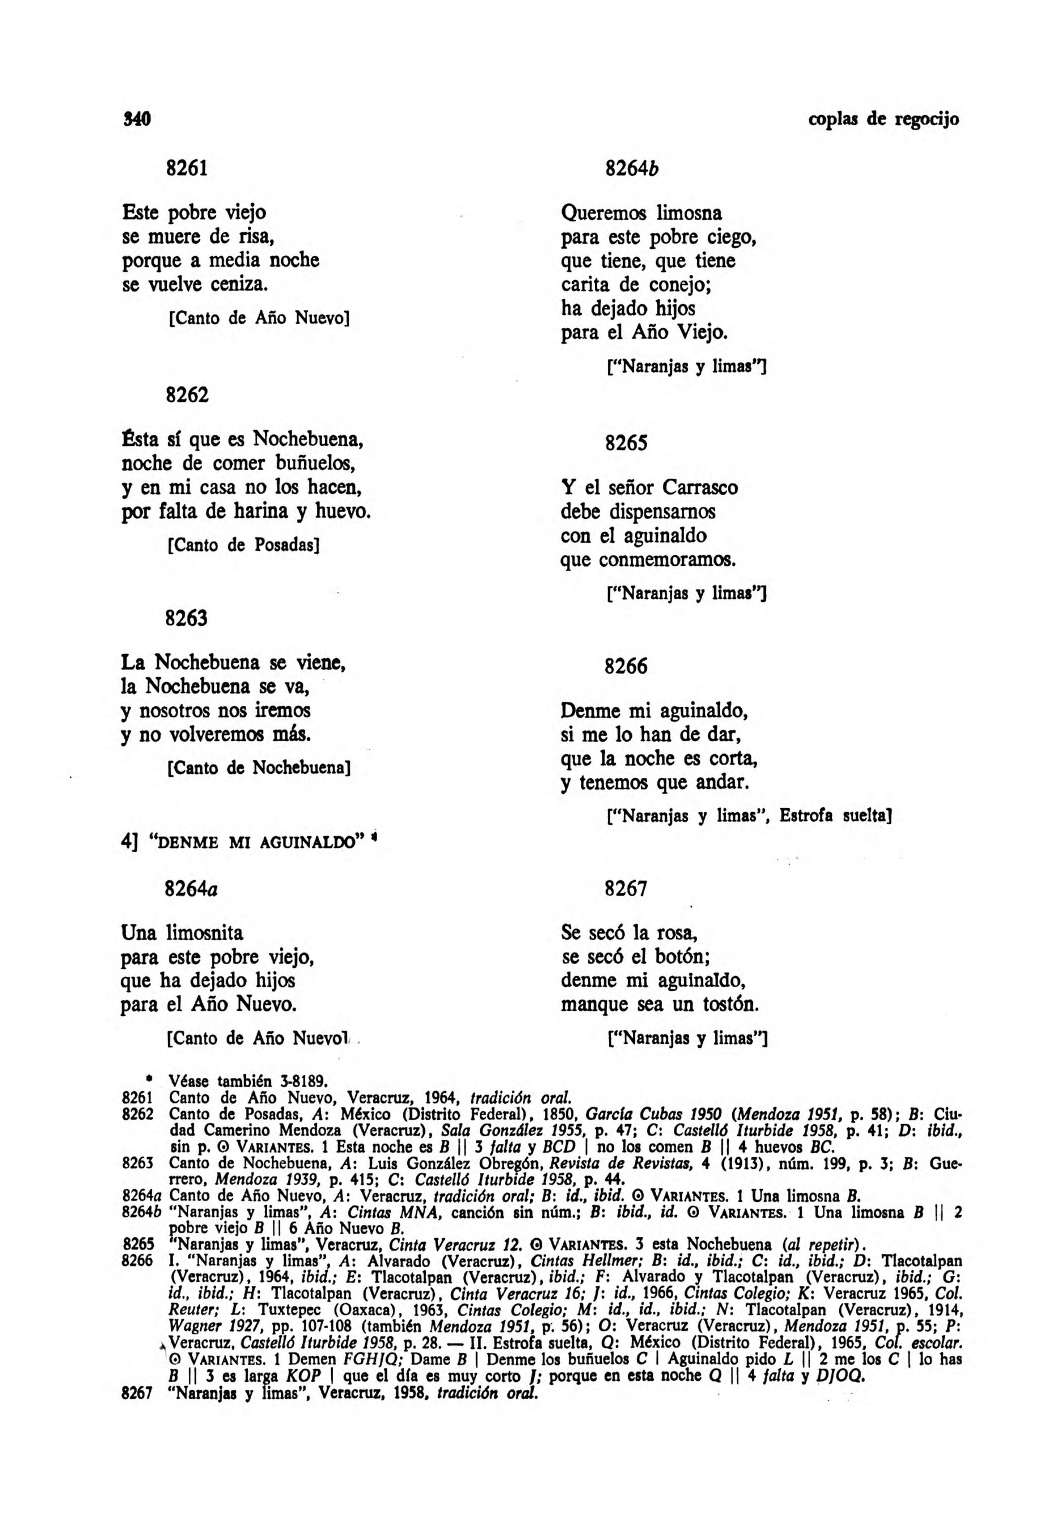 340
coplas de regocijo
8261
Este pobre viejo
se muere de risa,
porque a media noche
se vuelve ceniza.
[Canto de Año Nuevo]
8262
Ésta sí que es Nochebuena,
noche de comer buñuelos,
y en mi casa no los hacen,
por falta de harina y huevo.
[Canto de Posadas]
8263
La Nochebuena se viene,
la Nochebuena se va,
y nosotros nos iremos
y no volveremos más.
[Canto de Nochebuena]
4] “DENME MI AGUINALDO” *
8264a
Una limosnita
para este pobre viejo,
que ha dejado hijos
para el Año Nuevo.
[Canto de Año Nuevo]
8264b
Queremos limosna
para este pobre ciego,
que tiene, que tiene
carita de conejo;
ha dejado hijos
para el Año Viejo.
[“Naranjas y limas”]
8265
Y el señor Carrasco
debe dispensarnos
con el aguinaldo
que conmemoramos.
[“Naranjas y limas”]
8266
Denme mi aguinaldo,
si me lo han de dar,
que la noche es corta,
y tenemos que andar.
[“Naranjas y limas”, Estrofa suelta]
8267
Se secó la rosa,
se secó el botón;
denme mi aguinaldo,
manque sea un tostón.
[“Naranjas y limas”]
* Véase también 3-8189.
8261 Canto de Año Nuevo, Veracruz, 1964, tradición oral.
8262 Canto de Posadas, A: México (Distrito Federal), 1850, García Cubas 1950 (Mendoza 1951, p. 58); B: Ciu-
dad Camerino Mendoza (Veracruz), Sala González 1955, p. 47; C: Castelló Iturbide 1958, p. 41; D: ibid.,
sin p. ⊙ VARIANTES. 1 Esta noche es B || 3 falta y BCD | no los comen B || 4 huevos BC.
8263 Canto de Nochebuena, A: Luis González Obregón, Revista de Revistas, 4 (1913), núm. 199, p. 3; B: Gue-
rrero, Mendoza 1939, p. 415; C: Castelló Iturbide 1958, p. 44.
8264a Canto de Año Nuevo, A: Veracruz, tradición oral; B: id., ibid. ⊙ VARIANTES. 1 Una limosna B.
8264b “Naranjas y limas”, A: Cintas MNA, canción sin núm.; B: ibid., id. ⊙ VARIANTES. 1 Una limosna B || 2
pobre viejo B || 6 Año Nuevo B.
8265 “Naranjas y limas”, Veracruz, Cinta Veracruz 12. ⊙ VARIANTES. 3 esta Nochebuena (al repetir).
8266 I. “Naranjas y limas”, A: Alvarado (Veracruz), Cintas Hellmer; B: id., ibid.; C: id., ibid.; D: Tlacotalpan
(Veracruz), 1964, ibid.; E: Tlacotalpan (Veracruz), ibid.; F: Alvarado y Tlacotalpan (Veracruz), ibid.; G:
id., ibid.; H: Tlacotalpan (Veracruz), Cinta Veracruz 16; J: id., 1966, Cintas Colegio; K: Veracruz 1965, Col.
Reuter; L: Tuxtepec (Oaxaca), 1963, Cintas Colegio; M: id., id., ibid.; N: Tlacotalpan (Veracruz), 1914,
Wagner 1927, pp. 107-108 (también Mendoza 1951, p. 56); O: Veracruz (Veracruz), Mendoza 1951, p. 55; P:
Veracruz, Castelló Iturbide 1958, p. 28. — II. Estrofa suelta, Q: México (Distrito Federal), 1965, Col. escolar.
⊙ VARIANTES. 1 Demen FGHJQ; Dame B | Denme los buñuelos C | Aguinaldo pido L || 2 me los C | lo has
B || 3 es larga KOP | que el día es muy corto J; porque en esta noche Q || 4 falta y DJOQ.
8267 “Naranjas y limas”, Veracruz, 1958, tradición oral.